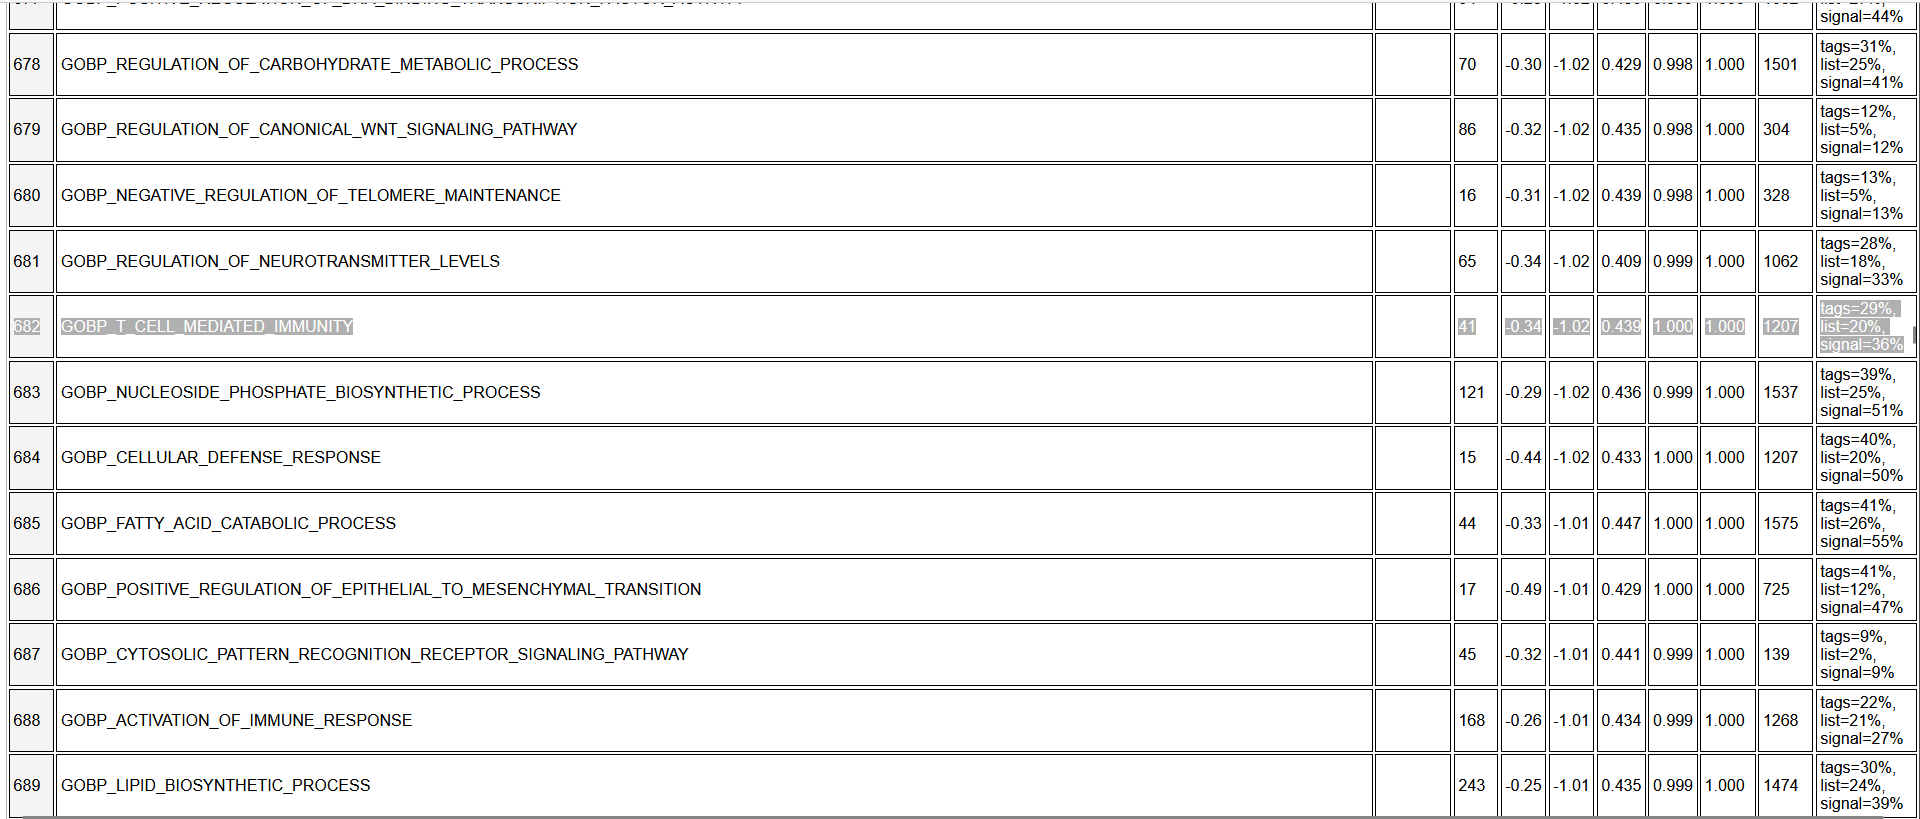 signal=44%
678 GOBP_REGULATION_OF_CARBOHYDRATE_METABOLIC_PROCESS 70 -0.30 -1.02 0.429 0.998 1.000 1501 tags=31%,
list=25%,
signal=41%
679 GOBP_REGULATION_OF_CANONICAL_WNT_SIGNALING_PATHWAY 86 -0.32 -1.02 0.435 0.998 1.000 304 tags=12%,
list=5%,
signal=12%
680 GOBP_NEGATIVE_REGULATION_OF_TELOMERE_MAINTENANCE 16 -0.31 -1.02 0.439 0.998 1.000 328 tags=13%,
list=5%,
signal=13%
681 GOBP_REGULATION_OF_NEUROTRANSMITTER_LEVELS 65 -0.34 -1.02 0.409 0.999 1.000 1062 tags=28%,
list=18%,
signal=33%
682 GOBP_T_CELL_MEDIATED_IMMUNITY 41 -0.34 -1.02 0.439 1.000 1.000 1207 tags=29%,
list=20%,
signal=36%
683 GOBP_NUCLEOSIDE_PHOSPHATE_BIOSYNTHETIC_PROCESS 121 -0.29 -1.02 0.436 0.999 1.000 1537 tags=39%,
list=25%,
signal=51%
684 GOBP_CELLULAR_DEFENSE_RESPONSE 15 -0.44 -1.02 0.433 1.000 1.000 1207 tags=40%,
list=20%,
signal=50%
685 GOBP_FATTY_ACID_CATABOLIC_PROCESS 44 -0.33 -1.01 0.447 1.000 1.000 1575 tags=41%,
list=26%,
signal=55%
686 GOBP_POSITIVE_REGULATION_OF_EPITHELIAL_TO_MESENCHYMAL_TRANSITION 17 -0.49 -1.01 0.429 1.000 1.000 725 tags=41%,
list=12%,
signal=47%
687 GOBP_CYTOSOLIC_PATTERN_RECOGNITION_RECEPTOR_SIGNALING_PATHWAY 45 -0.32 -1.01 0.441 0.999 1.000 139 tags=9%,
list=2%,
signal=9%
688 GOBP_ACTIVATION_OF_IMMUNE_RESPONSE 168 -0.26 -1.01 0.434 0.999 1.000 1268 tags=22%,
list=21%,
signal=27%
689 GOBP_LIPID_BIOSYNTHETIC_PROCESS 243 -0.25 -1.01 0.435 0.999 1.000 1474 tags=30%,
list=24%,
signal=39%